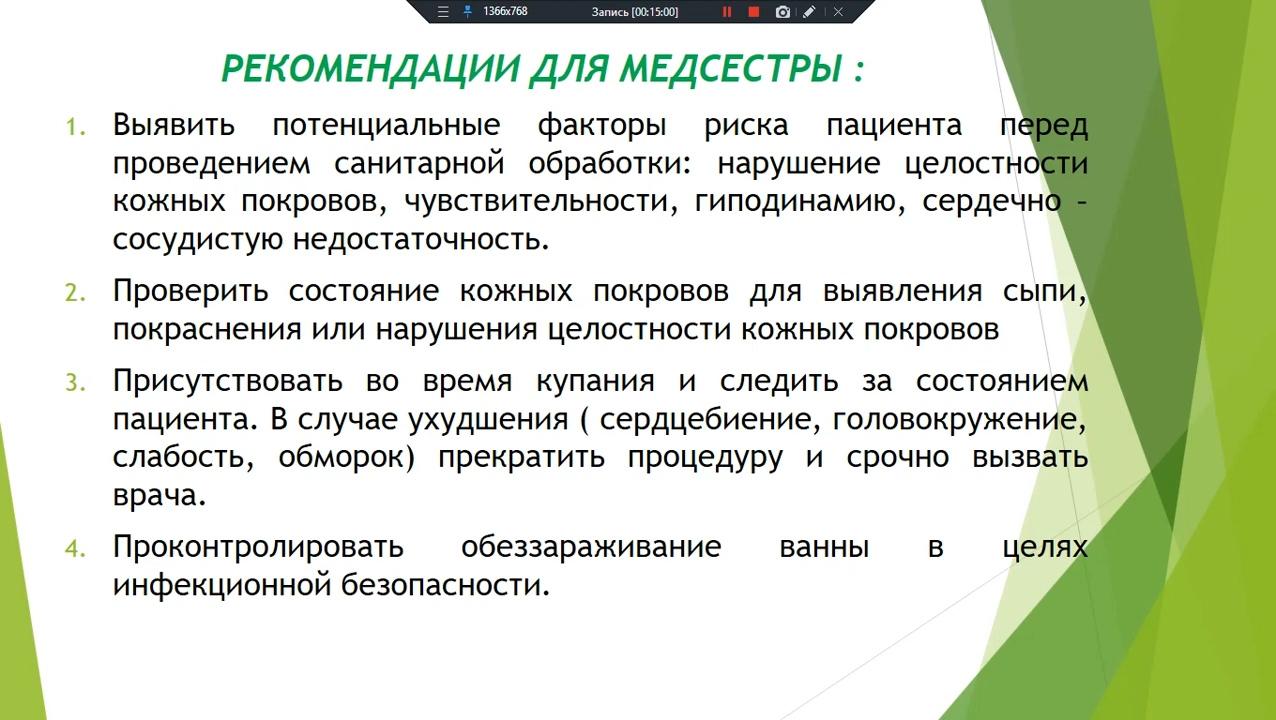 1366x768 Запись [00:15:00]
РЕКОМЕНДАЦИИ ДЛЯ МЕДСЕСТРЫ :
1. Выявить потенциальные факторы риска пациента перед
проведением санитарной обработки: нарушение целостности
кожных покровов, чувствительности, гиподинамию, сердечно –
сосудистую недостаточность.
2. Проверить состояние кожных покровов для выявления сыпи,
покраснения или нарушения целостности кожных покровов
3. Присутствовать во время купания и следить за состоянием
пациента. В случае ухудшения ( сердцебиение, головокружение,
слабость, обморок) прекратить процедуру и срочно вызвать
врача.
4. Проконтролировать обеззараживание ванны в целях
инфекционной безопасности.